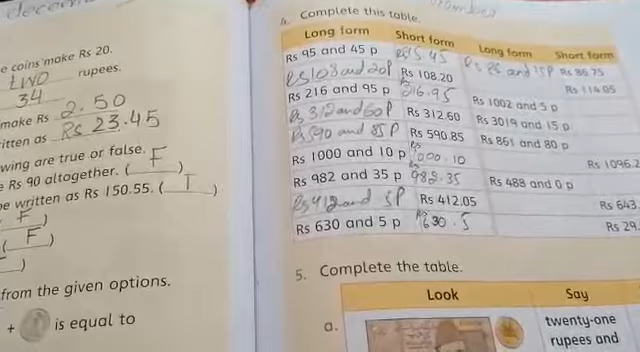 e coins make Rs 20.
two rupees.
34
make Rs 2.50
itten as Rs 23.45
wing are true or false.
e Rs 90 altogether. ( F )
be written as Rs 150.55. ( T )
( F )
( F )
)
from the given options.
+ is equal to
4. Complete this table.
Long form Short form Long form Short form
Rs 95 and 45 p Rs 95.45 Rs 86.75
Rs 108 and 20p Rs 108.20 Rs 114.05
Rs 216 and 95 p 216.95 Rs 1002 and 5 p
Rs 312 and 60 p Rs 312.60 Rs 3019 and 15 p
Rs 590 and 85 P Rs 590.85 Rs 861 and 80 p
Rs 1000 and 10 p Rs 1000.10 Rs 1096.2
Rs 982 and 35 p Rs 982.35 Rs 488 and 0 p
Rs 412 and 5 P Rs 412.05 Rs 643.
Rs 630 and 5 p Rs 630.5 Rs 29.
5. Complete the table.
Look Say
a. twenty-one
rupees and